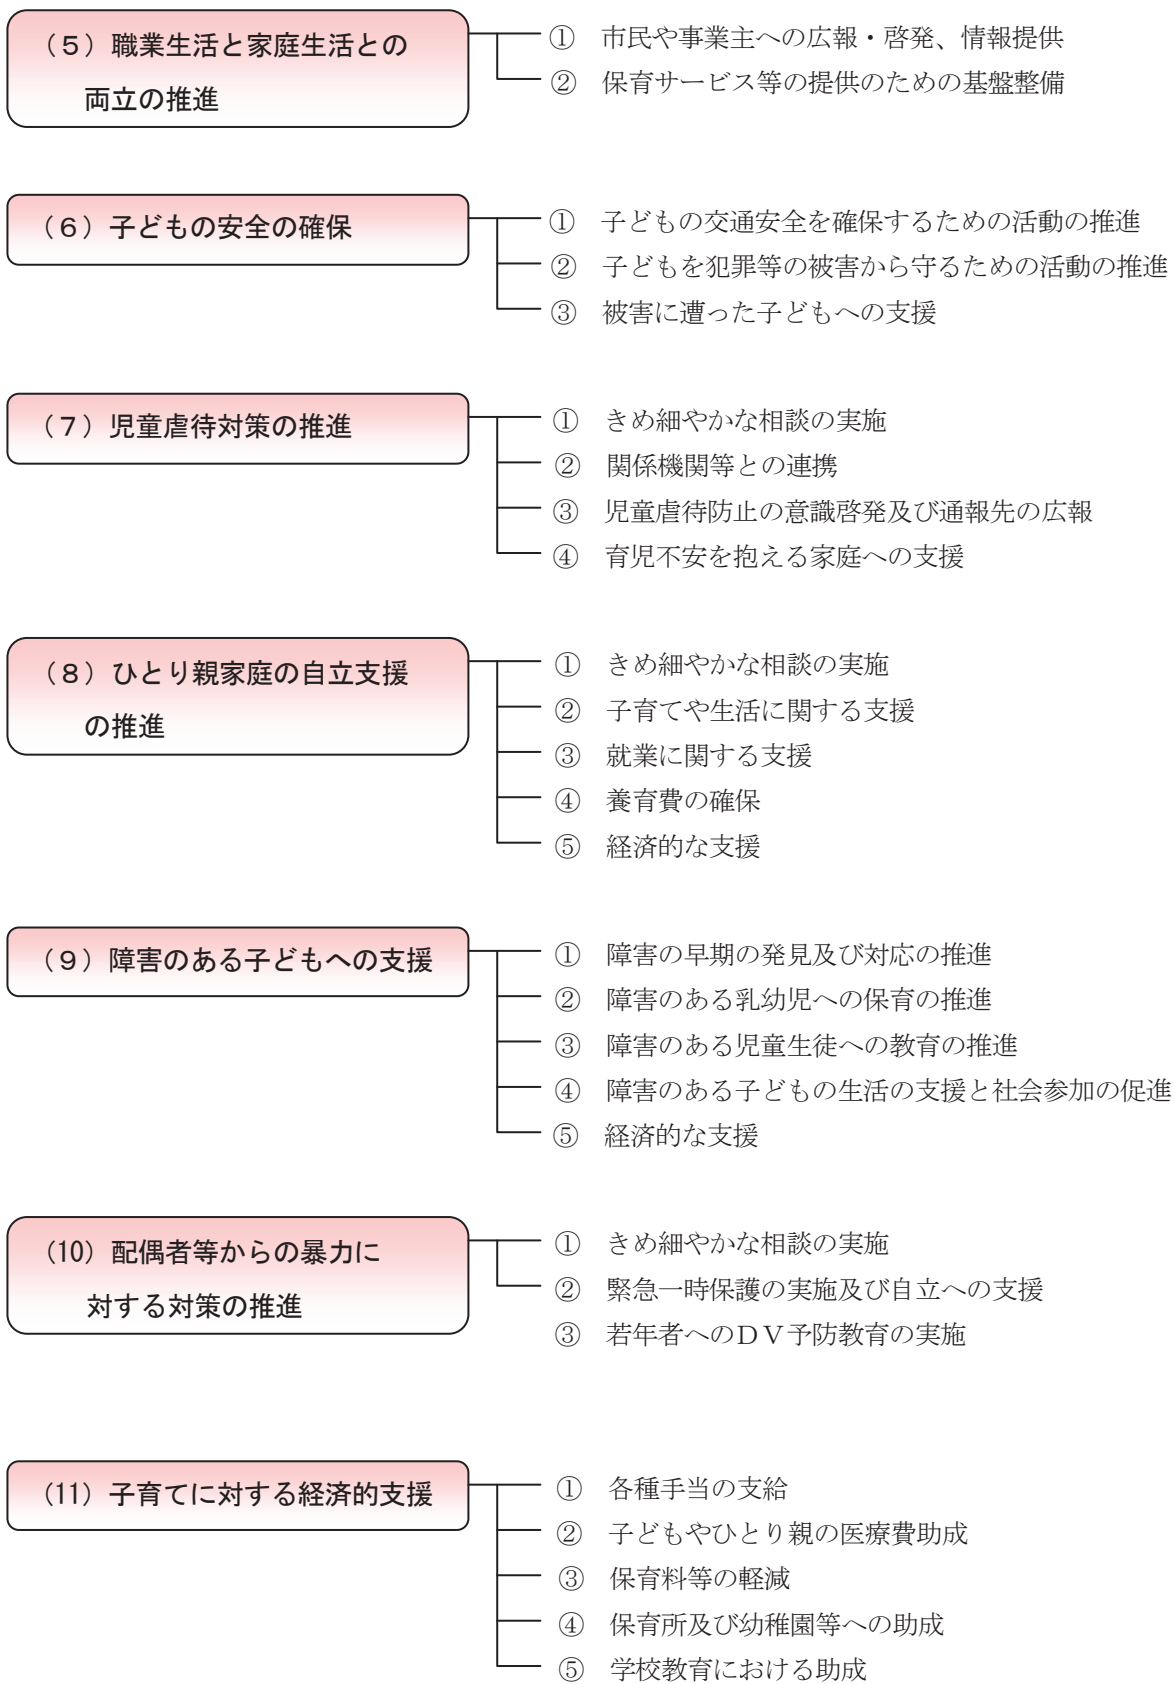 （５）職業生活と家庭生活との
両立の推進
①　市民や事業主への広報・啓発、情報提供
②　保育サービス等の提供のための基盤整備
（６）子どもの安全の確保
①　子どもの交通安全を確保するための活動の推進
②　子どもを犯罪等の被害から守るための活動の推進
③　被害に遭った子どもへの支援
（７）児童虐待対策の推進
①　きめ細やかな相談の実施
②　関係機関等との連携
③　児童虐待防止の意識啓発及び通報先の広報
④　育児不安を抱える家庭への支援
（８）ひとり親家庭の自立支援
の推進
①　きめ細やかな相談の実施
②　子育てや生活に関する支援
③　就業に関する支援
④　養育費の確保
⑤　経済的な支援
（９）障害のある子どもへの支援
①　障害の早期の発見及び対応の推進
②　障害のある乳幼児への保育の推進
③　障害のある児童生徒への教育の推進
④　障害のある子どもの生活の支援と社会参加の促進
⑤　経済的な支援
（10）配偶者等からの暴力に
対する対策の推進
①　きめ細やかな相談の実施
②　緊急一時保護の実施及び自立への支援
③　若年者へのＤＶ予防教育の実施
（11）子育てに対する経済的支援
①　各種手当の支給
②　子どもやひとり親の医療費助成
③　保育料等の軽減
④　保育所及び幼稚園等への助成
⑤　学校教育における助成